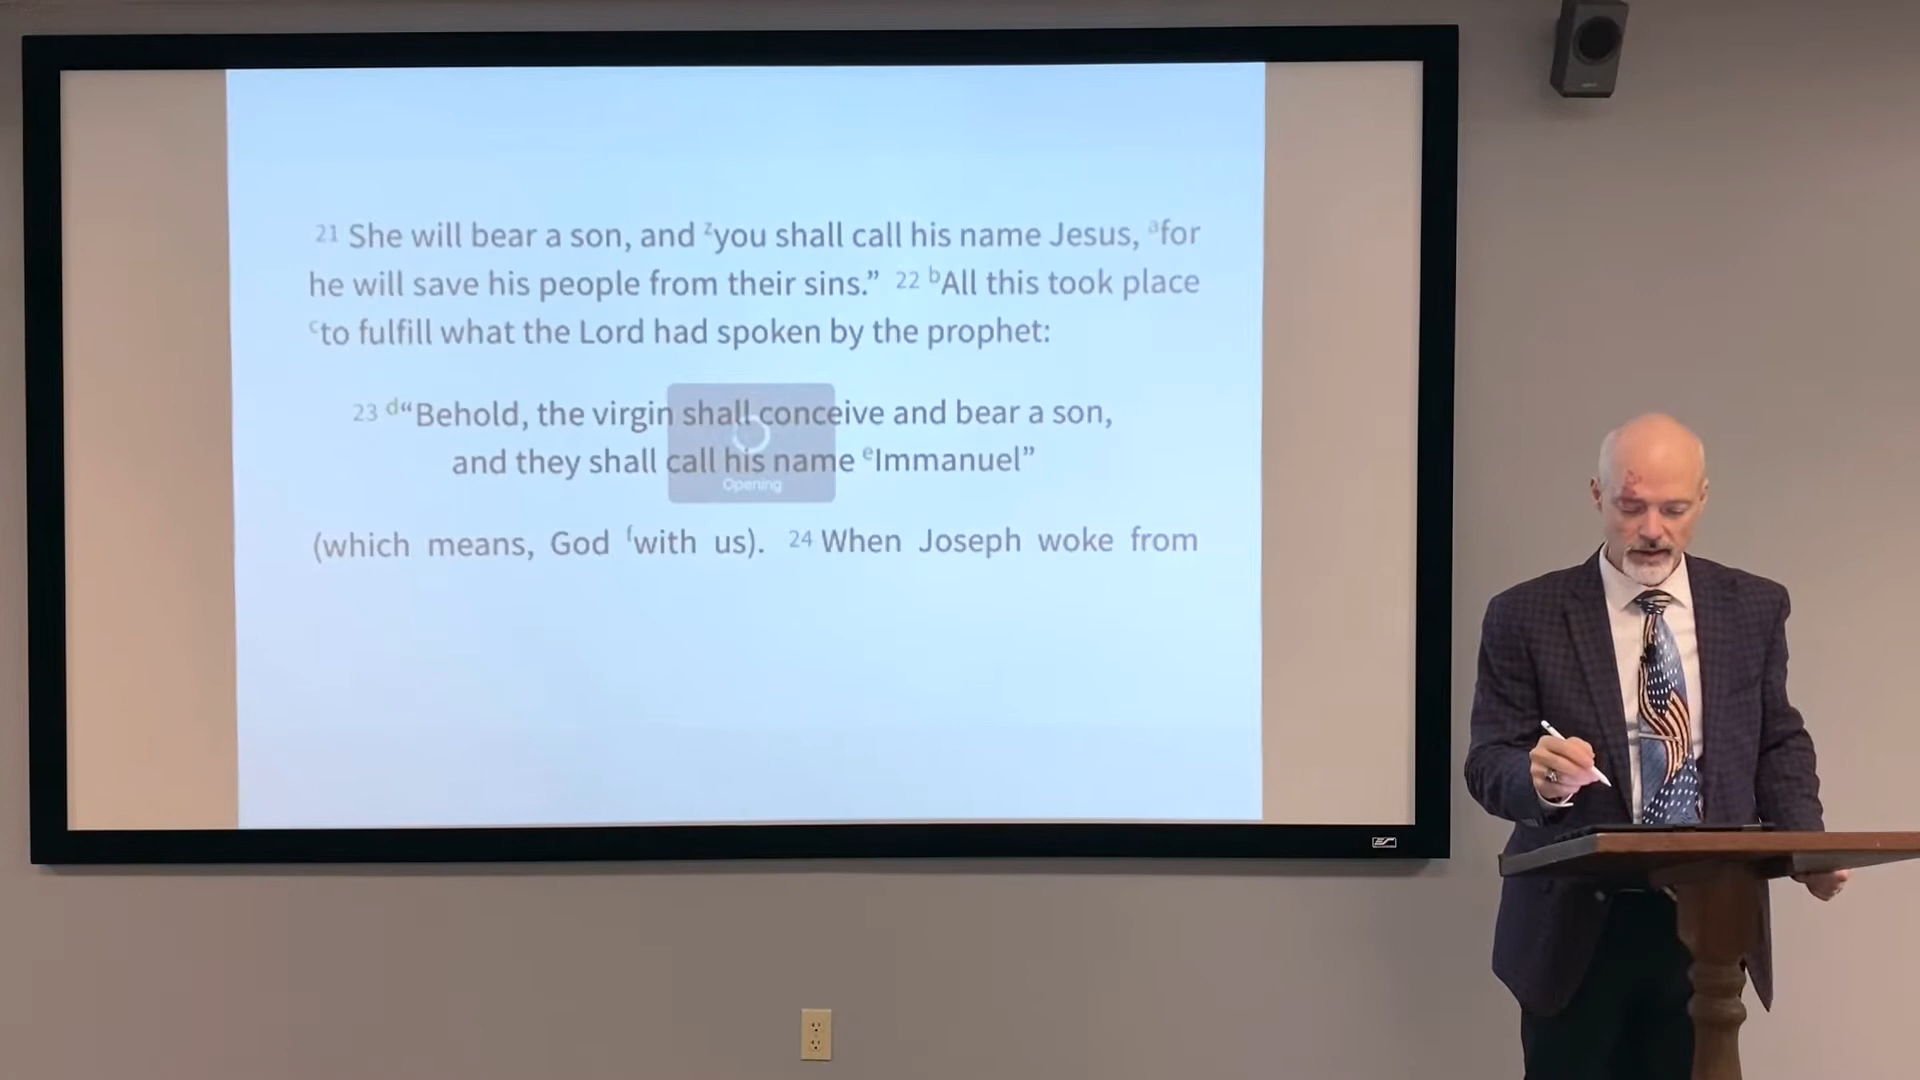 21 She will bear a son, and ᶻyou shall call his name Jesus, ᵃfor
he will save his people from their sins.” 22 ᵇAll this took place
ᶜto fulfill what the Lord had spoken by the prophet:
23 ᵈ“Behold, the virgin shall conceive and bear a son,
and they shall call his name ᵉImmanuel”
Opening
(which means, God ᶠwith us). 24 When Joseph woke from